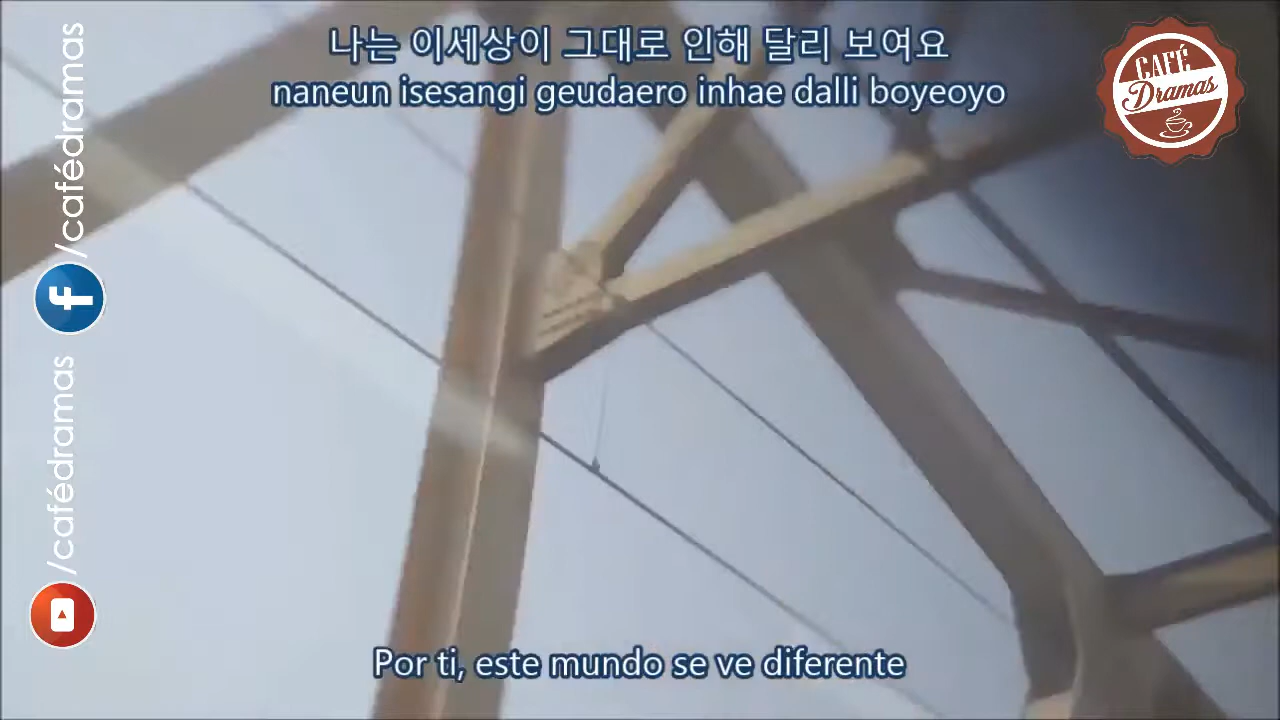 나는 이세상이 그대로 인해 달리 보여요
naneun isesangi geudaero inhae dalli boyeoyo
CAFÉ
Dramas
/cafédramas
/cafédramas
Por ti, este mundo se ve diferente